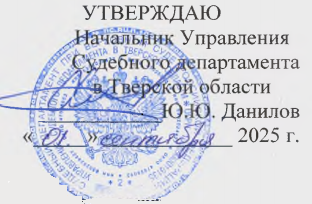 УТВЕРЖДАЮ
Начальник Управления
Судебного департамента
в Тверской области
Ю.Ю. Данилов
« 01 » сентября 2025 г.